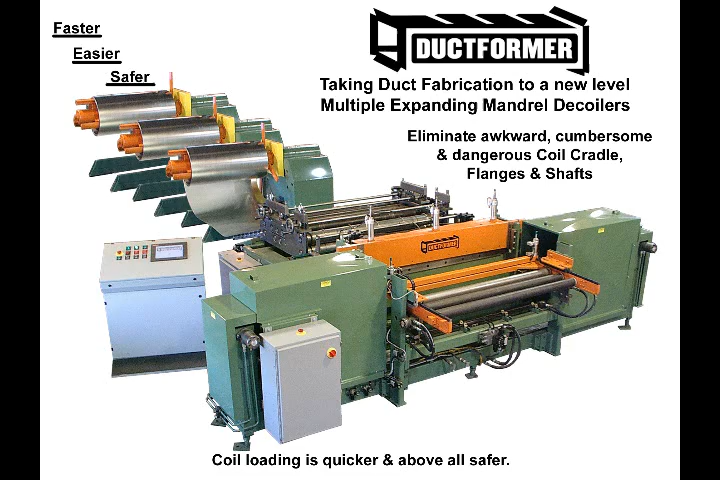 Faster
Easier
Safer
DUCTFORMER
Taking Duct Fabrication to a new level
Multiple Expanding Mandrel Decoilers
Eliminate awkward, cumbersome
& dangerous Coil Cradle,
Flanges & Shafts
DUCTFORMER
Coil loading is quicker & above all safer.